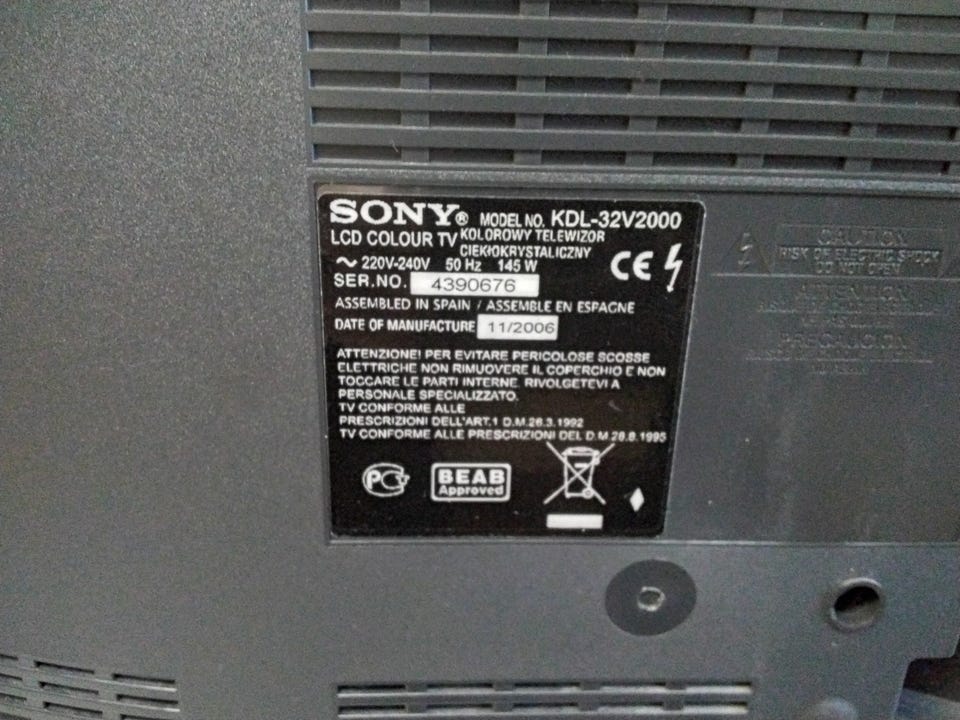 SONY® MODEL NO. KDL-32V2000
LCD COLOUR TV KOLOROWY TELEWIZOR
CIEKŁOKRYSTALICZNY
~ 220V-240V 50 Hz 145 W
CE
SER.NO. 4390676
ASSEMBLED IN SPAIN / ASSEMBLE EN ESPAGNE
DATE OF MANUFACTURE 11/2006
ATTENZIONE! PER EVITARE PERICOLOSE SCOSSE
ELETTRICHE NON RIMUOVERE IL COPERCHIO E NON
TOCCARE LE PARTI INTERNE. RIVOLGETEVI A
PERSONALE SPECIALIZZATO.
TV CONFORME ALLE
PRESCRIZIONI DELL'ART.1 D.M.26.3.1992
TV CONFORME ALLE PRESCRIZIONI DEL D.M 28.8.1995
BEAB
Approved
CAUTION
RISK OF ELECTRIC SHOCK
DO NOT OPEN
ATTENTION
PRECAUCION